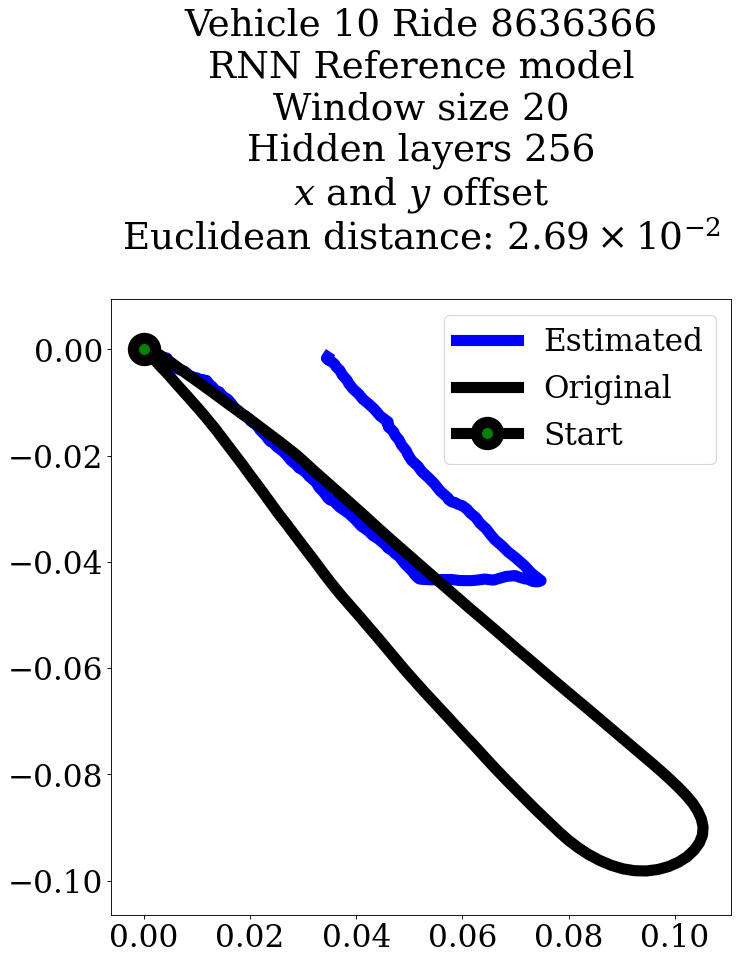 Vehicle 10 Ride 8636366
RNN Reference model
Window size 20
Hidden layers 256
x and y offset
Euclidean distance: 2.69 × 10⁻²
Estimated
Original
Start
0.00
−0.02
−0.04
−0.06
−0.08
−0.10
0.00 0.02 0.04 0.06 0.08 0.10